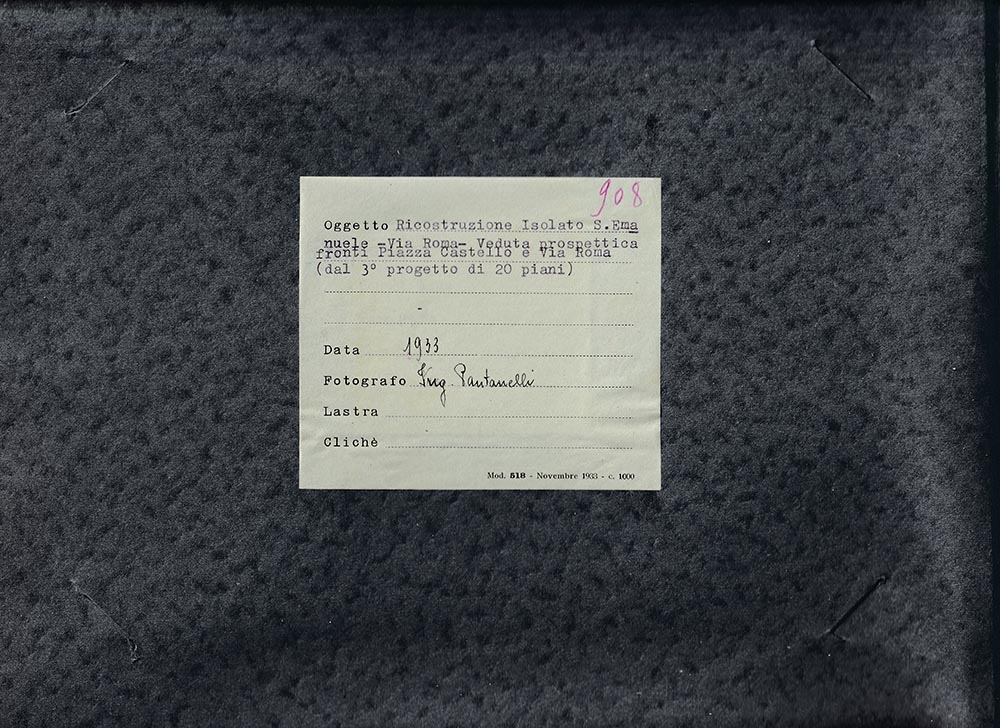 908
Oggetto Ricostruzione Isolato S.Ema
nuele -Via Roma- Veduta prospettica
fronti Piazza Castello e Via Roma
(dal 3° progetto di 20 piani)
-
Data 1933
Fotografo Ing. Pantanelli
Lastra
Clichè
Mod. 518 - Novembre 1933 - c. 1000